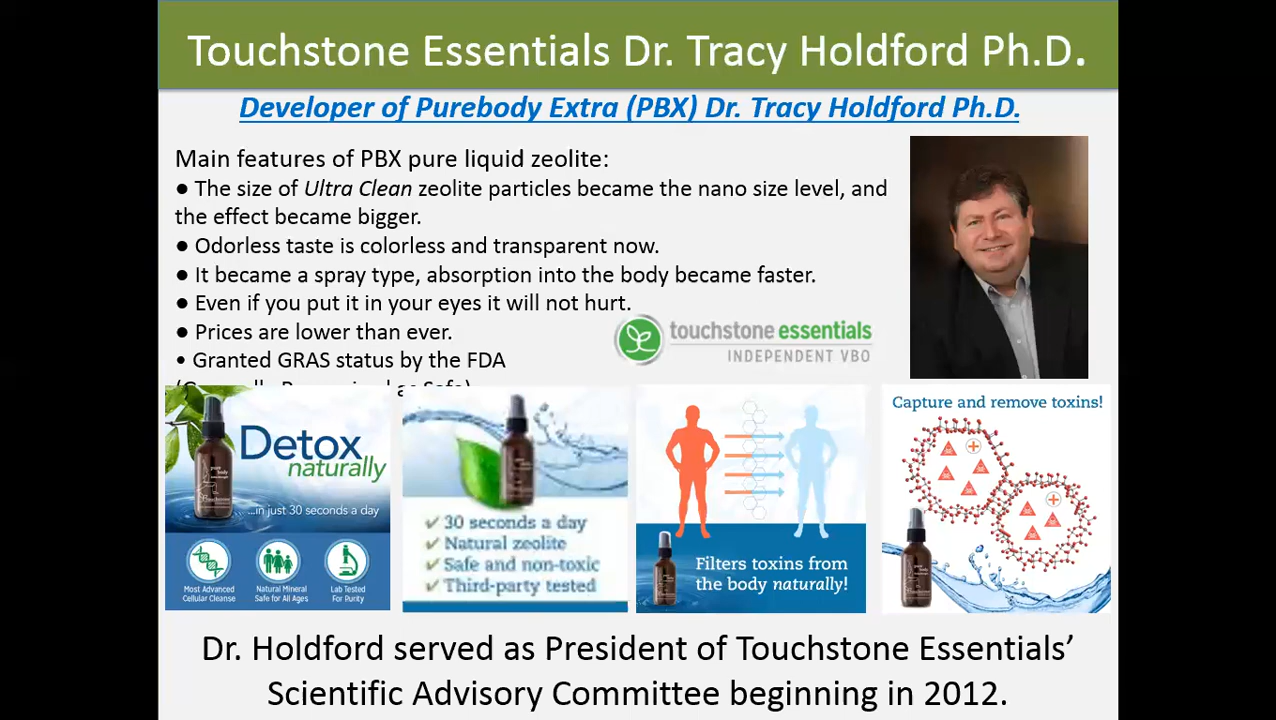 Touchstone Essentials Dr. Tracy Holdford Ph.D.
Developer of Purebody Extra (PBX) Dr. Tracy Holdford Ph.D.
Main features of PBX pure liquid zeolite:
● The size of Ultra Clean zeolite particles became the nano size level, and
the effect became bigger.
● Odorless taste is colorless and transparent now.
● It became a spray type, absorption into the body became faster.
● Even if you put it in your eyes it will not hurt.
● Prices are lower than ever.
• Granted GRAS status by the FDA
touchstone essentials
INDEPENDENT VBO
Detox
naturally
...in just 30 seconds a day
Most Advanced
Cellular Cleanse
Natural Mineral
Safe for All Ages
Lab Tested
For Purity
✓ 30 seconds a day
✓ Natural zeolite
✓ Safe and non-toxic
✓ Third-party tested
Filters toxins from
the body naturally!
Capture and remove toxins!
Dr. Holdford served as President of Touchstone Essentials’
Scientific Advisory Committee beginning in 2012.